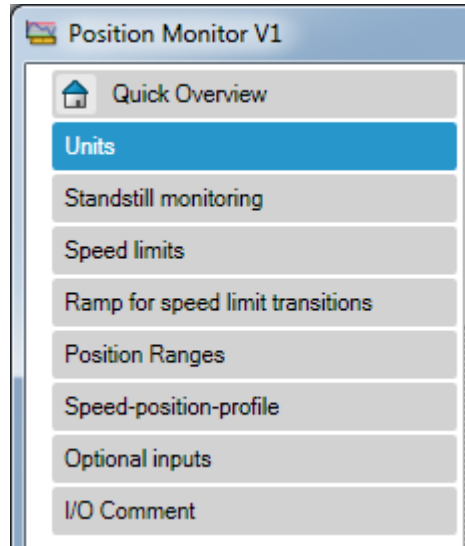 Position Monitor V1
Quick Overview
Units
Standstill monitoring
Speed limits
Ramp for speed limit transitions
Position Ranges
Speed-position-profile
Optional inputs
I/O Comment